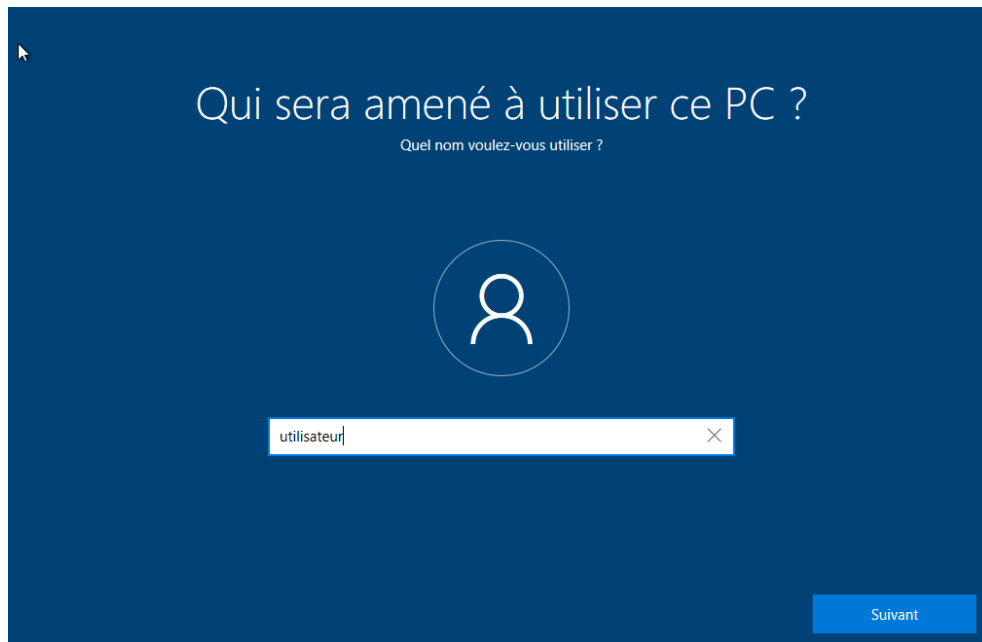 Qui sera amené à utiliser ce PC ?
Quel nom voulez-vous utiliser ?
utilisateur
Suivant